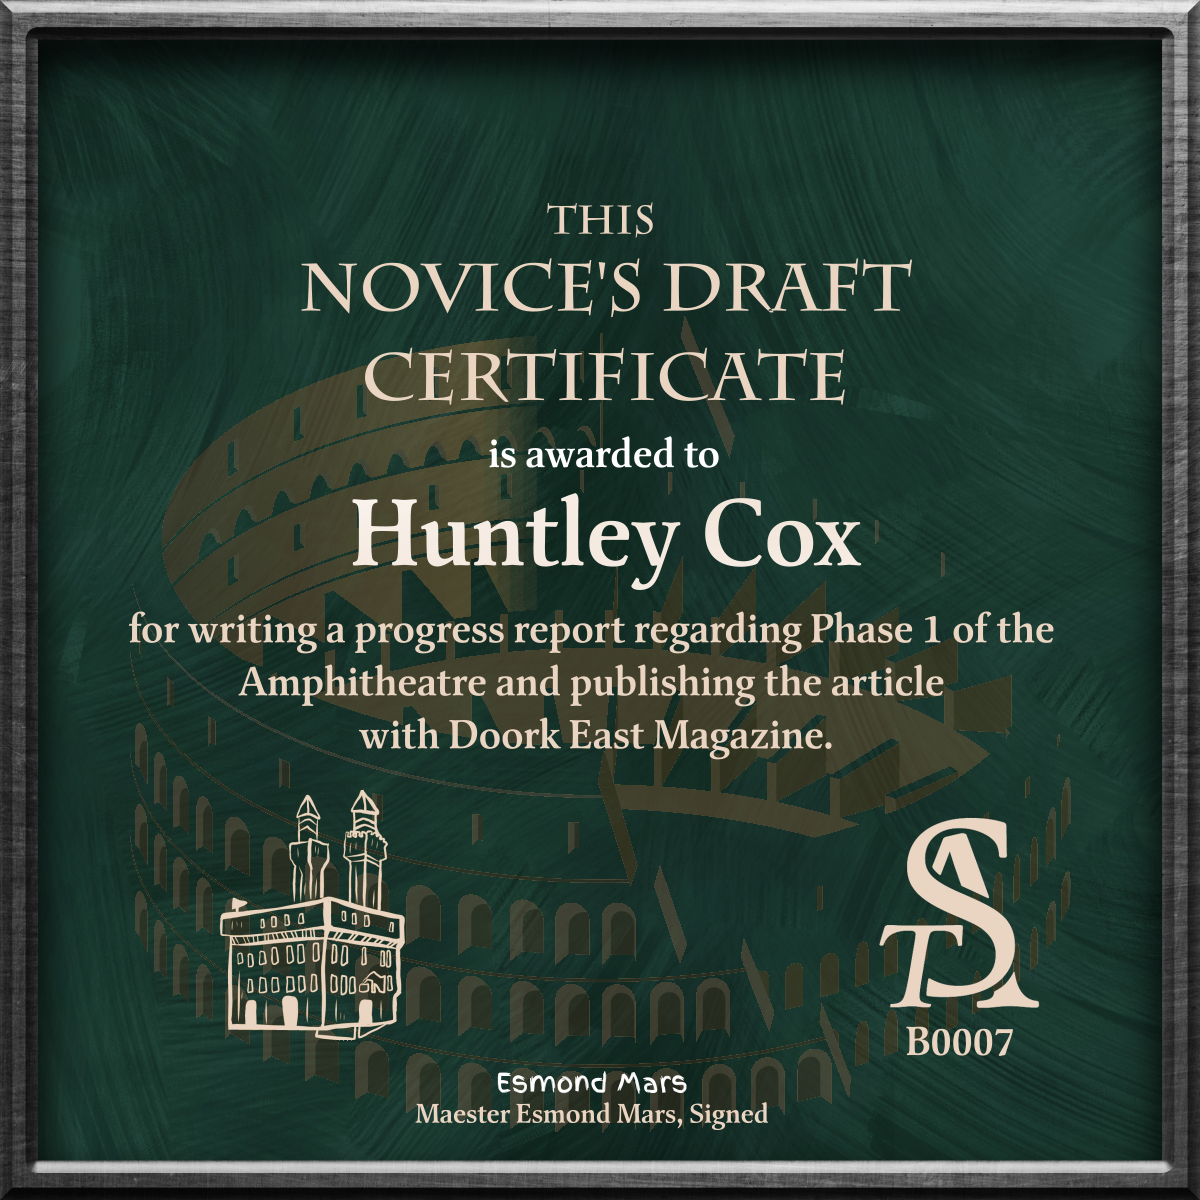 THIS
NOVICE'S DRAFT
CERTIFICATE
is awarded to
Huntley Cox
for writing a progress report regarding Phase 1 of the
Amphitheatre and publishing the article
with Doork East Magazine.
TSA
B0007
Esmond Mars
Maester Esmond Mars, Signed